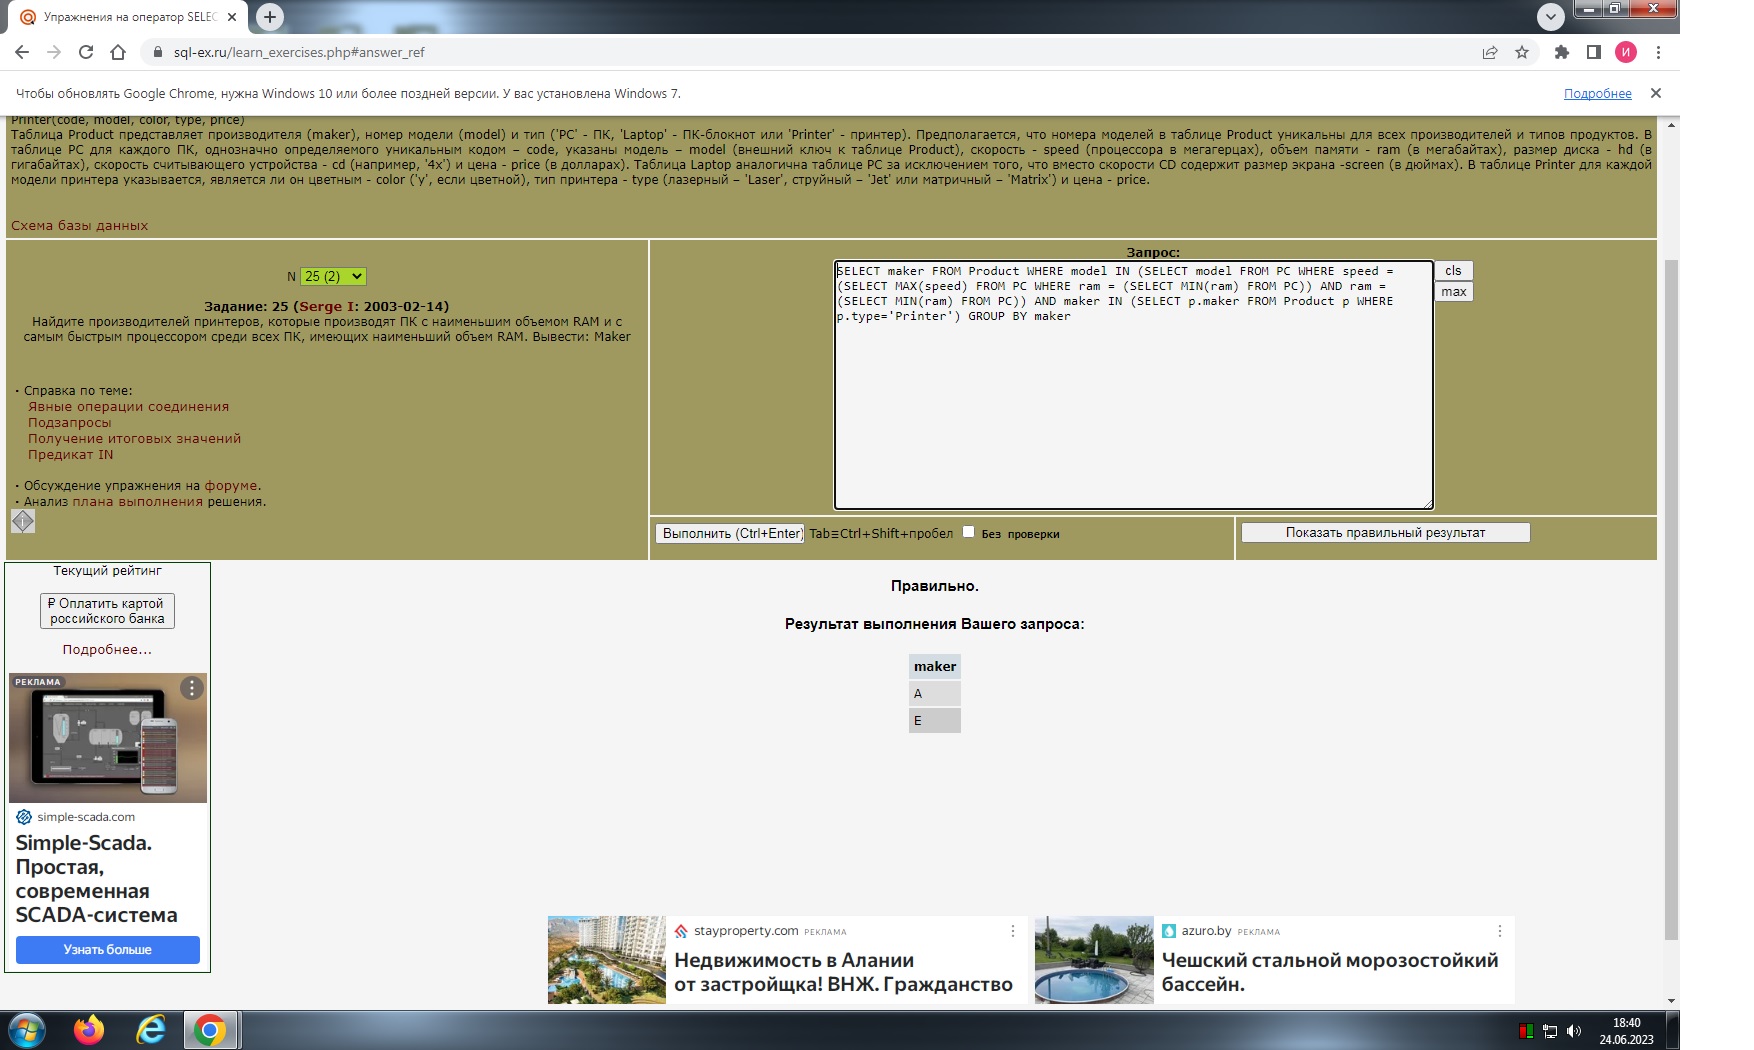 Упражнения на оператор SELEC
sql-ex.ru/learn_exercises.php#answer_ref
И
Чтобы обновлять Google Chrome, нужна Windows 10 или более поздней версии. У вас установлена Windows 7.
Подробнее
Printer(code, model, color, type, price)
Таблица Product представляет производителя (maker), номер модели (model) и тип ('PC' - ПК, 'Laptop' - ПК-блокнот или 'Printer' - принтер). Предполагается, что номера моделей в таблице Product уникальны для всех производителей и типов продуктов. В
таблице PC для каждого ПК, однозначно определяемого уникальным кодом – code, указаны модель – model (внешний ключ к таблице Product), скорость - speed (процессора в мегагерцах), объем памяти - ram (в мегабайтах), размер диска - hd (в
гигабайтах), скорость считывающего устройства - cd (например, '4x') и цена - price (в долларах). Таблица Laptop аналогична таблице РС за исключением того, что вместо скорости CD содержит размер экрана -screen (в дюймах). В таблице Printer для каждой
модели принтера указывается, является ли он цветным - color ('y', если цветной), тип принтера - type (лазерный – 'Laser', струйный – 'Jet' или матричный – 'Matrix') и цена - price.
Схема базы данных
N 25 (2)
Задание: 25 (Serge I: 2003-02-14)
Найдите производителей принтеров, которые производят ПК с наименьшим объемом RAM и с
самым быстрым процессором среди всех ПК, имеющих наименьший объем RAM. Вывести: Maker
· Справка по теме:
Явные операции соединения
Подзапросы
Получение итоговых значений
Предикат IN
· Обсуждение упражнения на форуме.
· Анализ плана выполнения решения.
Запрос:
SELECT maker FROM Product WHERE model IN (SELECT model FROM PC WHERE speed =
(SELECT MAX(speed) FROM PC WHERE ram = (SELECT MIN(ram) FROM PC)) AND ram =
(SELECT MIN(ram) FROM PC)) AND maker IN (SELECT p.maker FROM Product p WHERE
p.type='Printer') GROUP BY maker
cls
max
Выполнить (Ctrl+Enter) Tab≡Ctrl+Shift+пробел Без проверки
Показать правильный результат
Текущий рейтинг
₽ Оплатить картой
российского банка
Подробнее...
Правильно.
Результат выполнения Вашего запроса:
maker
A
E
РЕКЛАМА
simple-scada.com
Simple-Scada.
Простая,
современная
SCADA-система
Узнать больше
stayproperty.com РЕКЛАМА
Недвижимость в Алании
от застройщка! ВНЖ. Гражданство
azuro.by РЕКЛАМА
Чешский стальной морозостойкий
бассейн.
18:40
24.06.2023